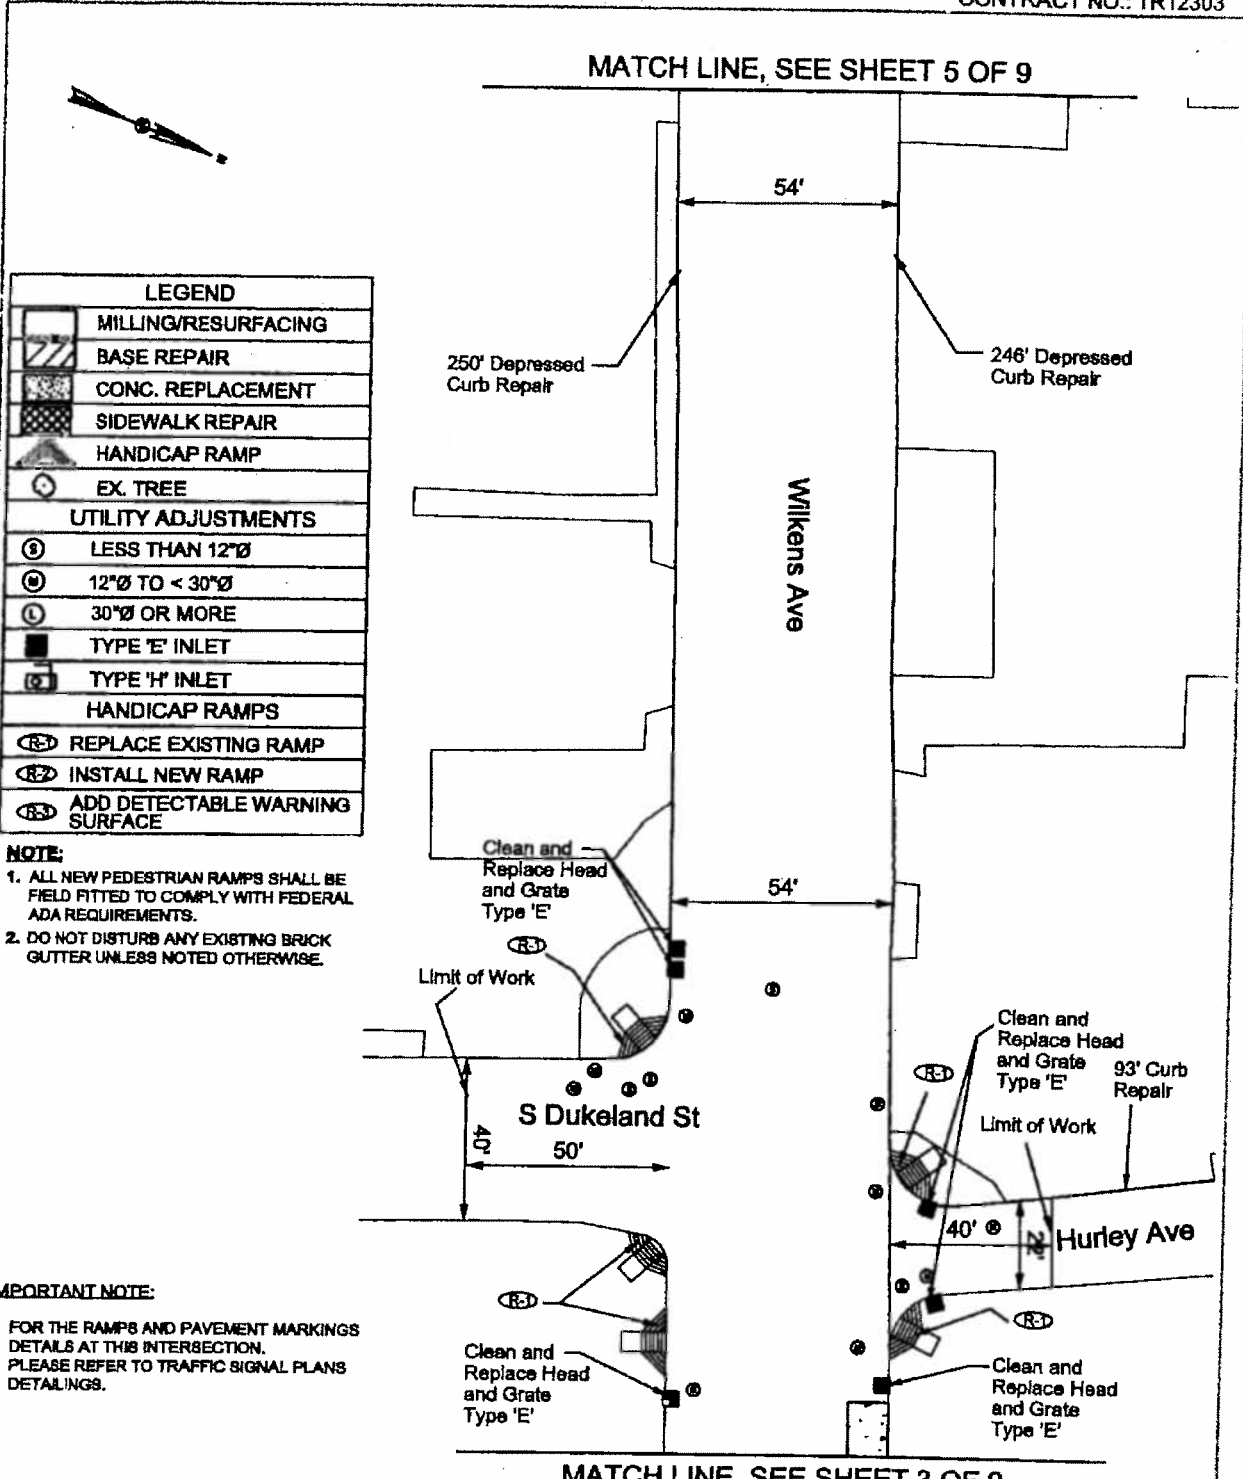 CONTRACT NO.: TR12303
MATCH LINE, SEE SHEET 5 OF 9
54'
LEGEND
MILLING/RESURFACING
BASE REPAIR
CONC. REPLACEMENT
SIDEWALK REPAIR
HANDICAP RAMP
EX. TREE
UTILITY ADJUSTMENTS
S LESS THAN 12"Ø
M 12"Ø TO < 30"Ø
L 30"Ø OR MORE
TYPE 'E' INLET
TYPE 'H' INLET
HANDICAP RAMPS
R-1 REPLACE EXISTING RAMP
R-2 INSTALL NEW RAMP
R-3 ADD DETECTABLE WARNING
SURFACE
NOTE:
1. ALL NEW PEDESTRIAN RAMPS SHALL BE
FIELD FITTED TO COMPLY WITH FEDERAL
ADA REQUIREMENTS.
2. DO NOT DISTURB ANY EXISTING BRICK
GUTTER UNLESS NOTED OTHERWISE.
250' Depressed
Curb Repair
246' Depressed
Curb Repair
Wilkens Ave
Clean and
Replace Head
and Grate
Type 'E'
54'
R-1
Limit of Work
S Dukeland St
40'
50'
Clean and
Replace Head
and Grate
Type 'E'
93' Curb
Repair
R-1
Limit of Work
40'
Hurley Ave
MPORTANT NOTE:
FOR THE RAMPS AND PAVEMENT MARKINGS
DETAILS AT THIS INTERSECTION.
PLEASE REFER TO TRAFFIC SIGNAL PLANS
DETAILINGS.
R-1
Clean and
Replace Head
and Grate
Type 'E'
R-1
Clean and
Replace Head
and Grate
Type 'E'
MATCH LINE, SEE SHEET 3 OF 9